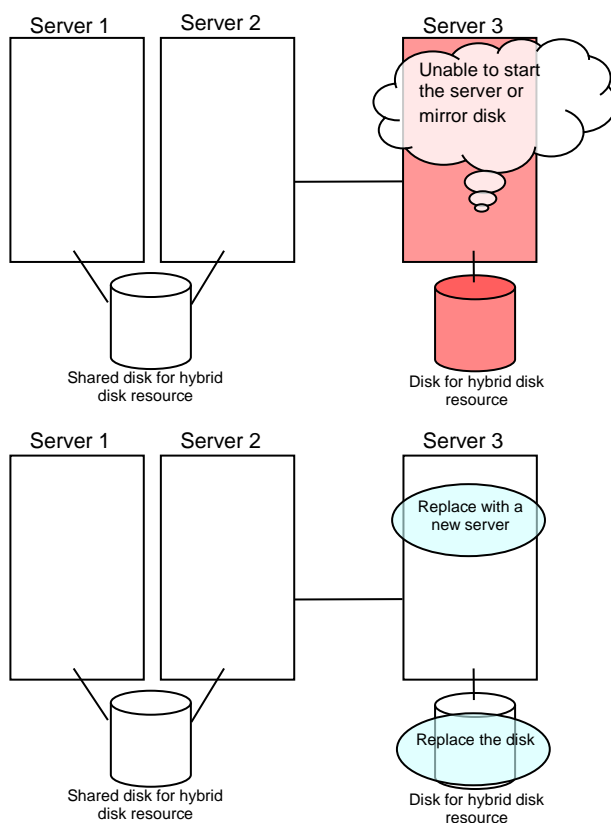 Server 1
Server 2
Server 3
Unable to start
the server or
mirror disk
Shared disk for hybrid
disk resource
Disk for hybrid disk
resource
Server 1
Server 2
Server 3
Replace with a
new server
Replace the disk
Shared disk for hybrid
disk resource
Disk for hybrid disk
resource